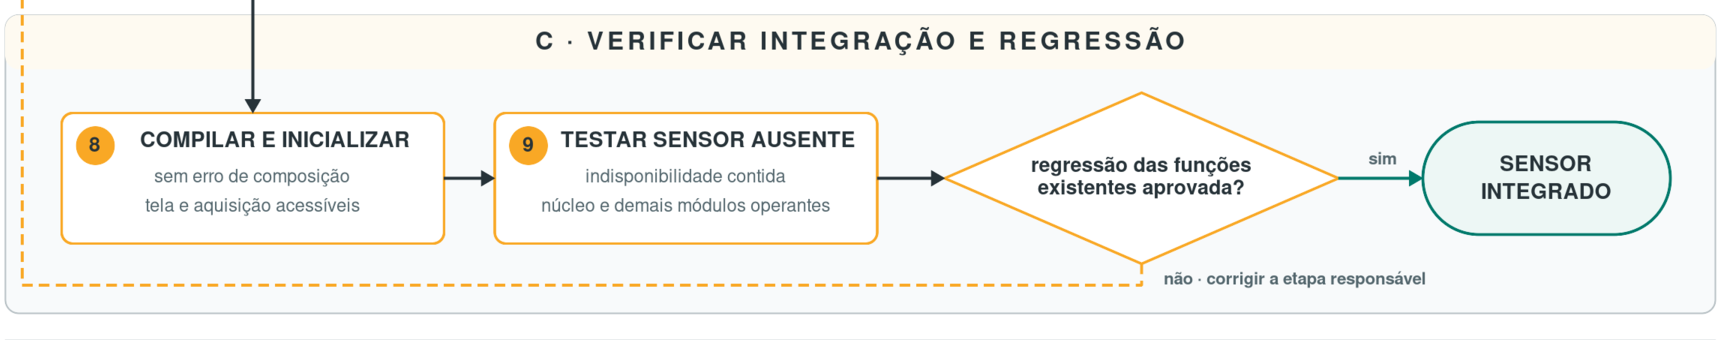 C · VERIFICAR INTEGRAÇÃO E REGRESSÃO
8
COMPILAR E INICIALIZAR
sem erro de composição
tela e aquisição acessíveis
9
TESTAR SENSOR AUSENTE
indisponibilidade contida
núcleo e demais módulos operantes
regressão das funções
existentes aprovada?
sim
SENSOR
INTEGRADO
não · corrigir a etapa responsável